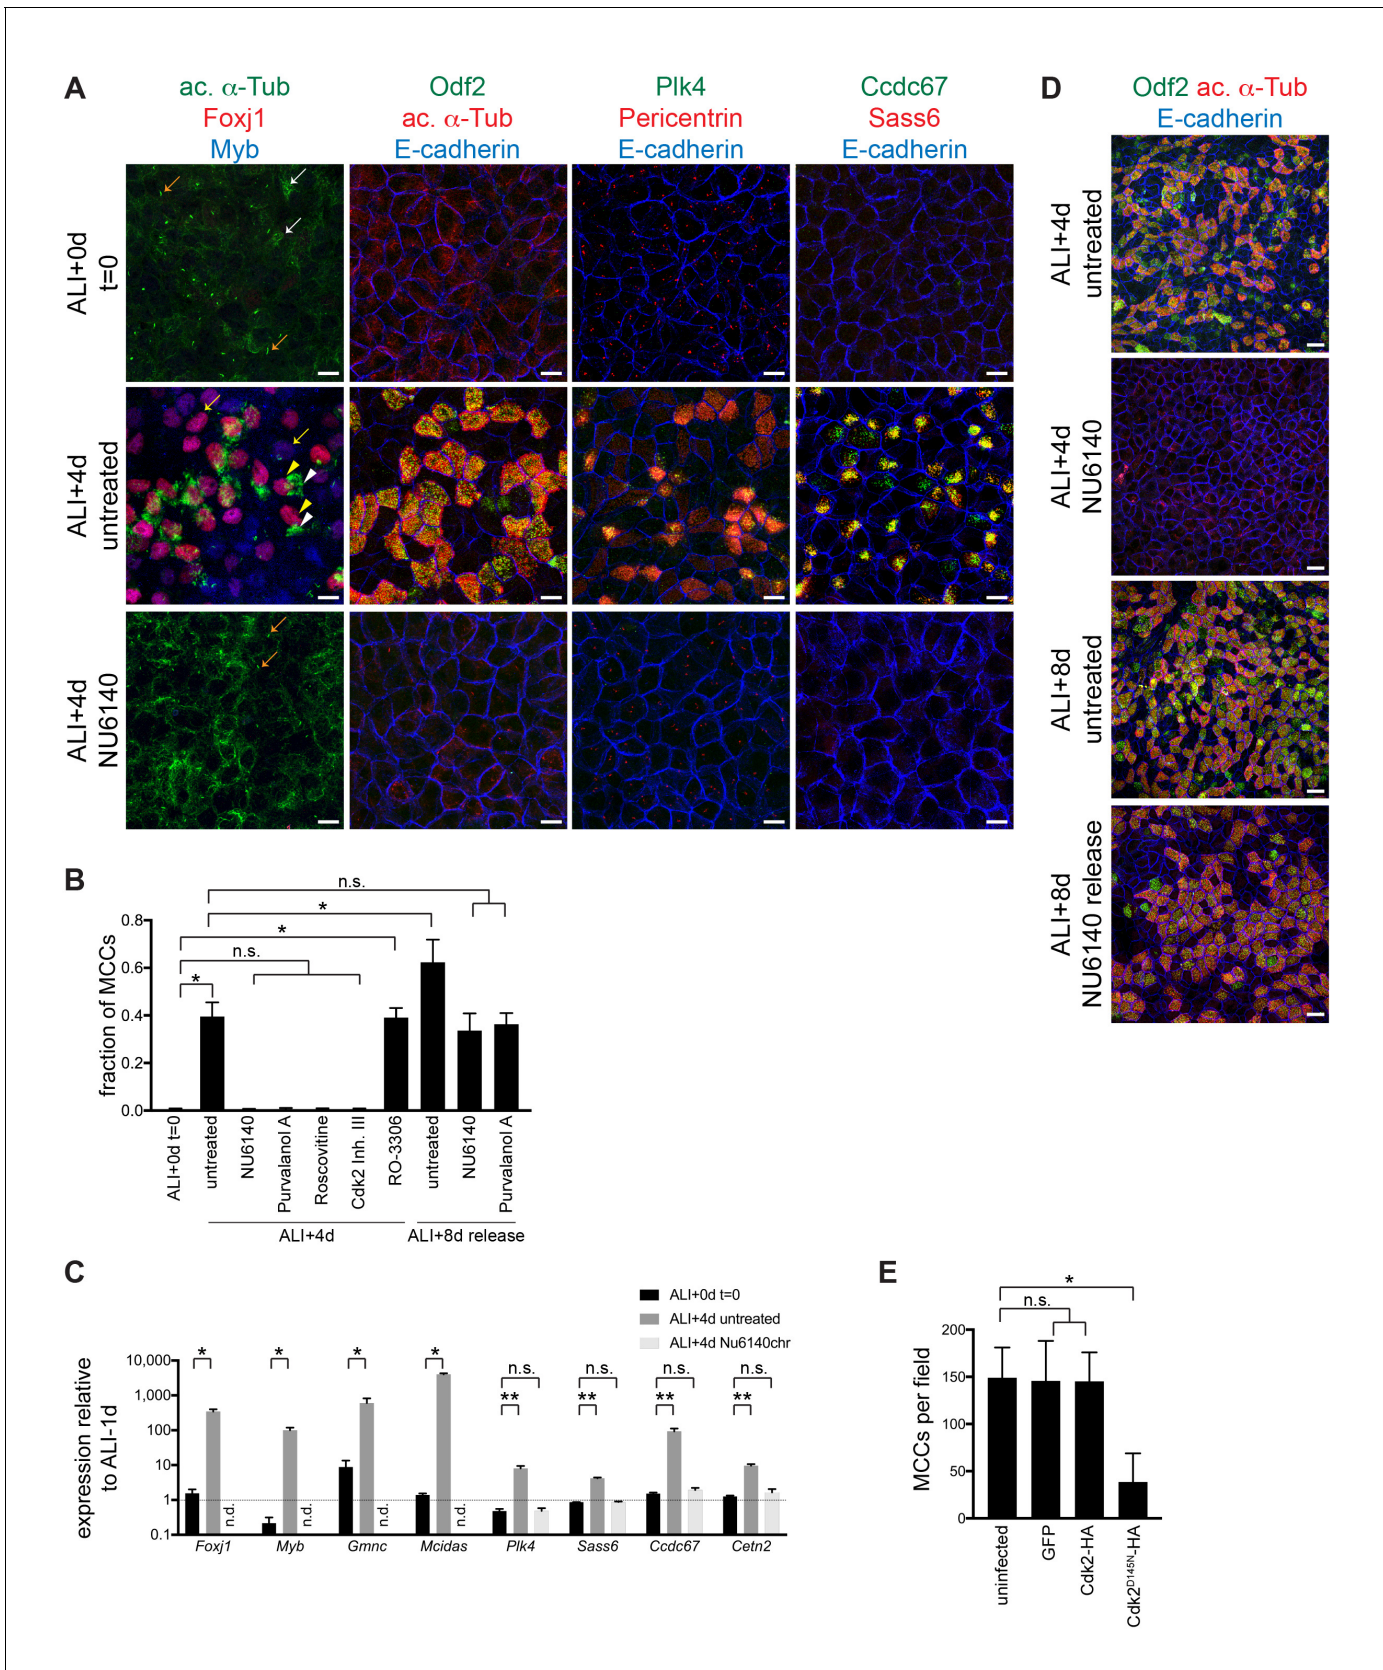 A
ac. α-Tub
Foxj1
Myb
Odf2
ac. α-Tub
E-cadherin
Plk4
Pericentrin
E-cadherin
Ccdc67
Sass6
E-cadherin
ALI+0d
t=0
ALI+4d
untreated
ALI+4d
NU6140
D
Odf2 ac. α-Tub
E-cadherin
ALI+4d
untreated
ALI+4d
NU6140
ALI+8d
untreated
ALI+8d
NU6140 release
B
fraction of MCCs
0.8
0.6
0.4
0.2
0.0
n.s.
*
*
n.s.
*
ALI+0d t=0
untreated
NU6140
Purvalanol A
Roscovitine
Cdk2 Inh. III
RO-3306
untreated
NU6140
Purvalanol A
ALI+4d
ALI+8d release
C
ALI+0d t=0
ALI+4d untreated
ALI+4d Nu6140chr
expression relative
to ALI-1d
10,000
1,000
100
10
1
0.1
* * * *
n.s. n.s. n.s. n.s.
** ** ** **
n.d. n.d. n.d. n.d.
Foxj1 Myb Gmnc Mcidas Plk4 Sass6 Ccdc67 Cetn2
E
MCCs per field
200
150
100
50
0
*
n.s.
uninfected
GFP
Cdk2-HA
Cdk2D145N-HA